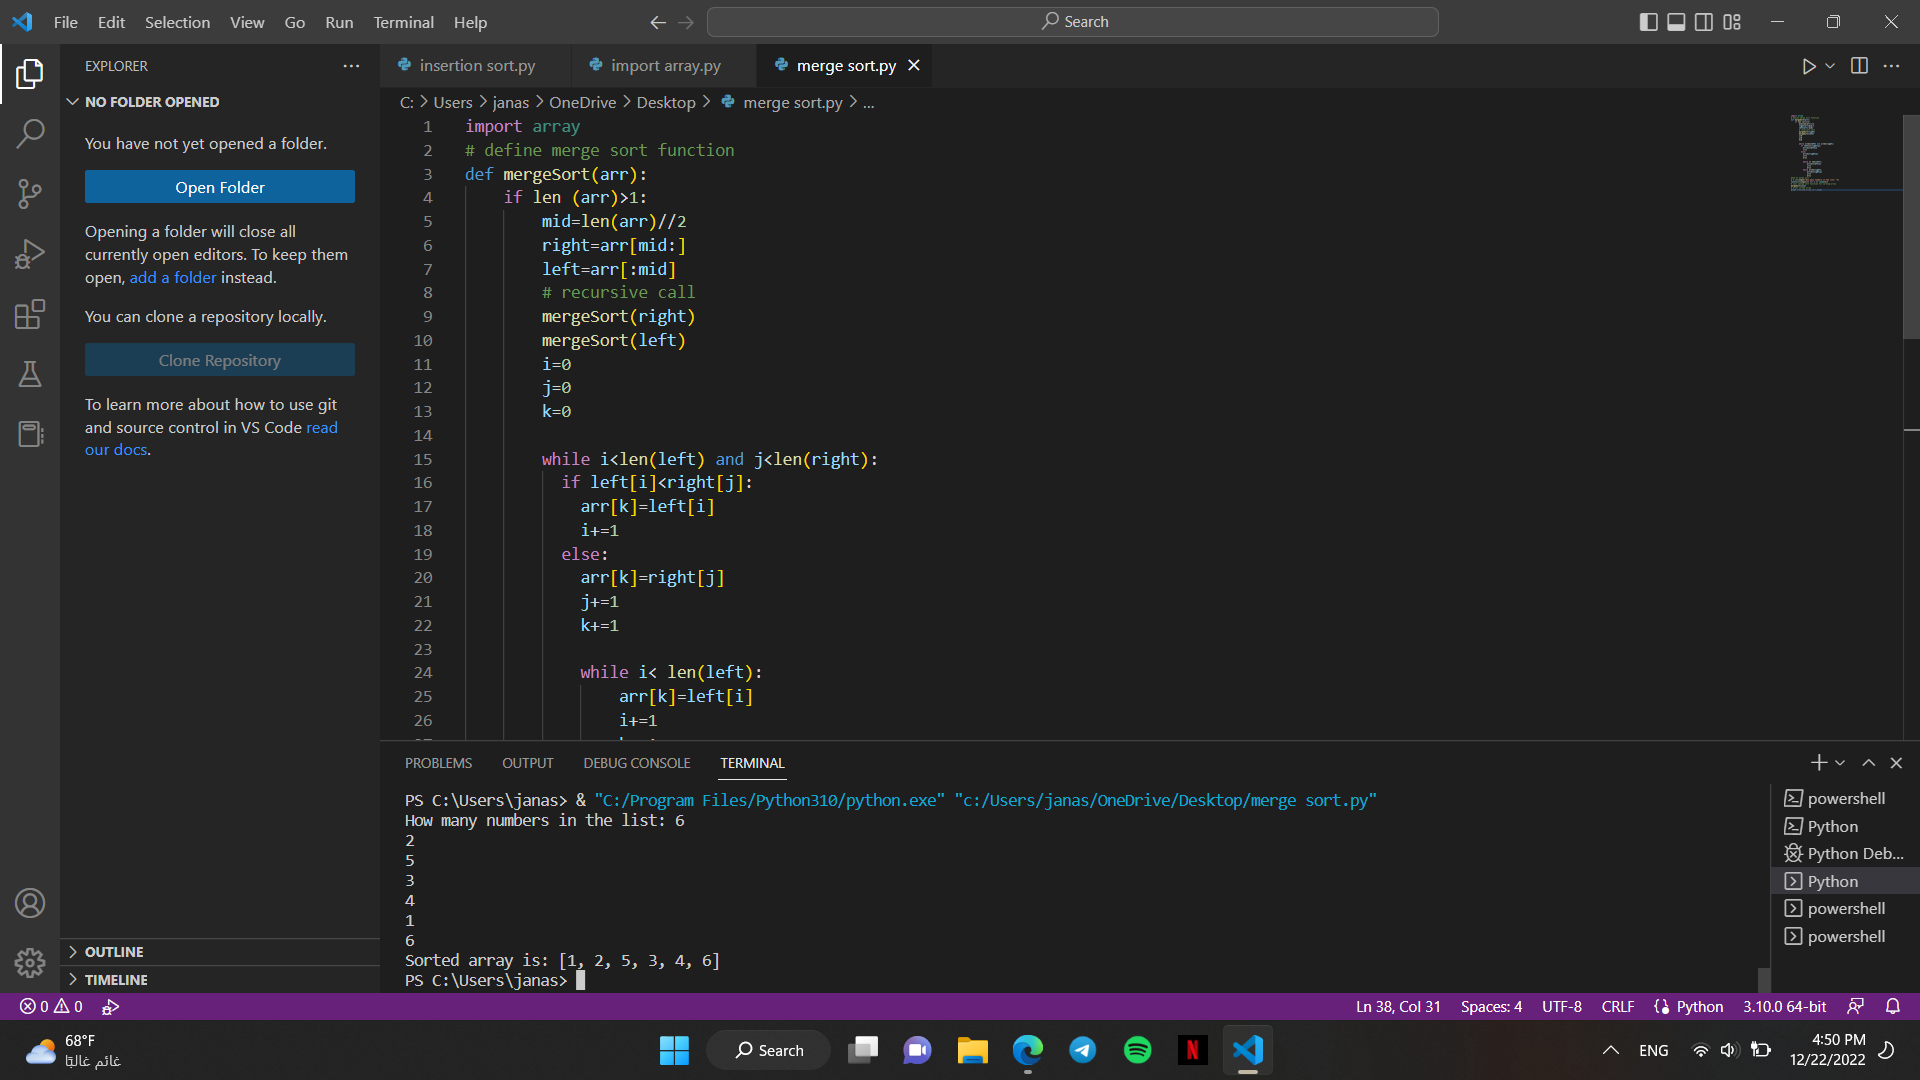 File Edit Selection View Go Run Terminal Help
Search
EXPLORER
NO FOLDER OPENED
You have not yet opened a folder.
Open Folder
Opening a folder will close all
currently open editors. To keep them
open, add a folder instead.
You can clone a repository locally.
Clone Repository
To learn more about how to use git
and source control in VS Code read
our docs.
OUTLINE
TIMELINE
insertion sort.py import array.py merge sort.py
C: > Users > janas > OneDrive > Desktop > merge sort.py > ...
1 import array
2 # define merge sort function
3 def mergeSort(arr):
4 if len (arr)>1:
5 mid=len(arr)//2
6 right=arr[mid:]
7 left=arr[:mid]
8 # recursive call
9 mergeSort(right)
10 mergeSort(left)
11 i=0
12 j=0
13 k=0
14
15 while i<len(left) and j<len(right):
16 if left[i]<right[j]:
17 arr[k]=left[i]
18 i+=1
19 else:
20 arr[k]=right[j]
21 j+=1
22 k+=1
23
24 while i< len(left):
25 arr[k]=left[i]
26 i+=1
PROBLEMS OUTPUT DEBUG CONSOLE TERMINAL
PS C:\Users\janas> & "C:/Program Files/Python310/python.exe" "c:/Users/janas/OneDrive/Desktop/merge sort.py"
How many numbers in the list: 6
2
5
3
4
1
6
Sorted array is: [1, 2, 5, 3, 4, 6]
PS C:\Users\janas>
powershell
Python
Python Deb...
Python
powershell
powershell
0 0 Ln 38, Col 31 Spaces: 4 UTF-8 CRLF Python 3.10.0 64-bit
68°F
غائم غالبًا
Search
N
ENG
4:50 PM
12/22/2022